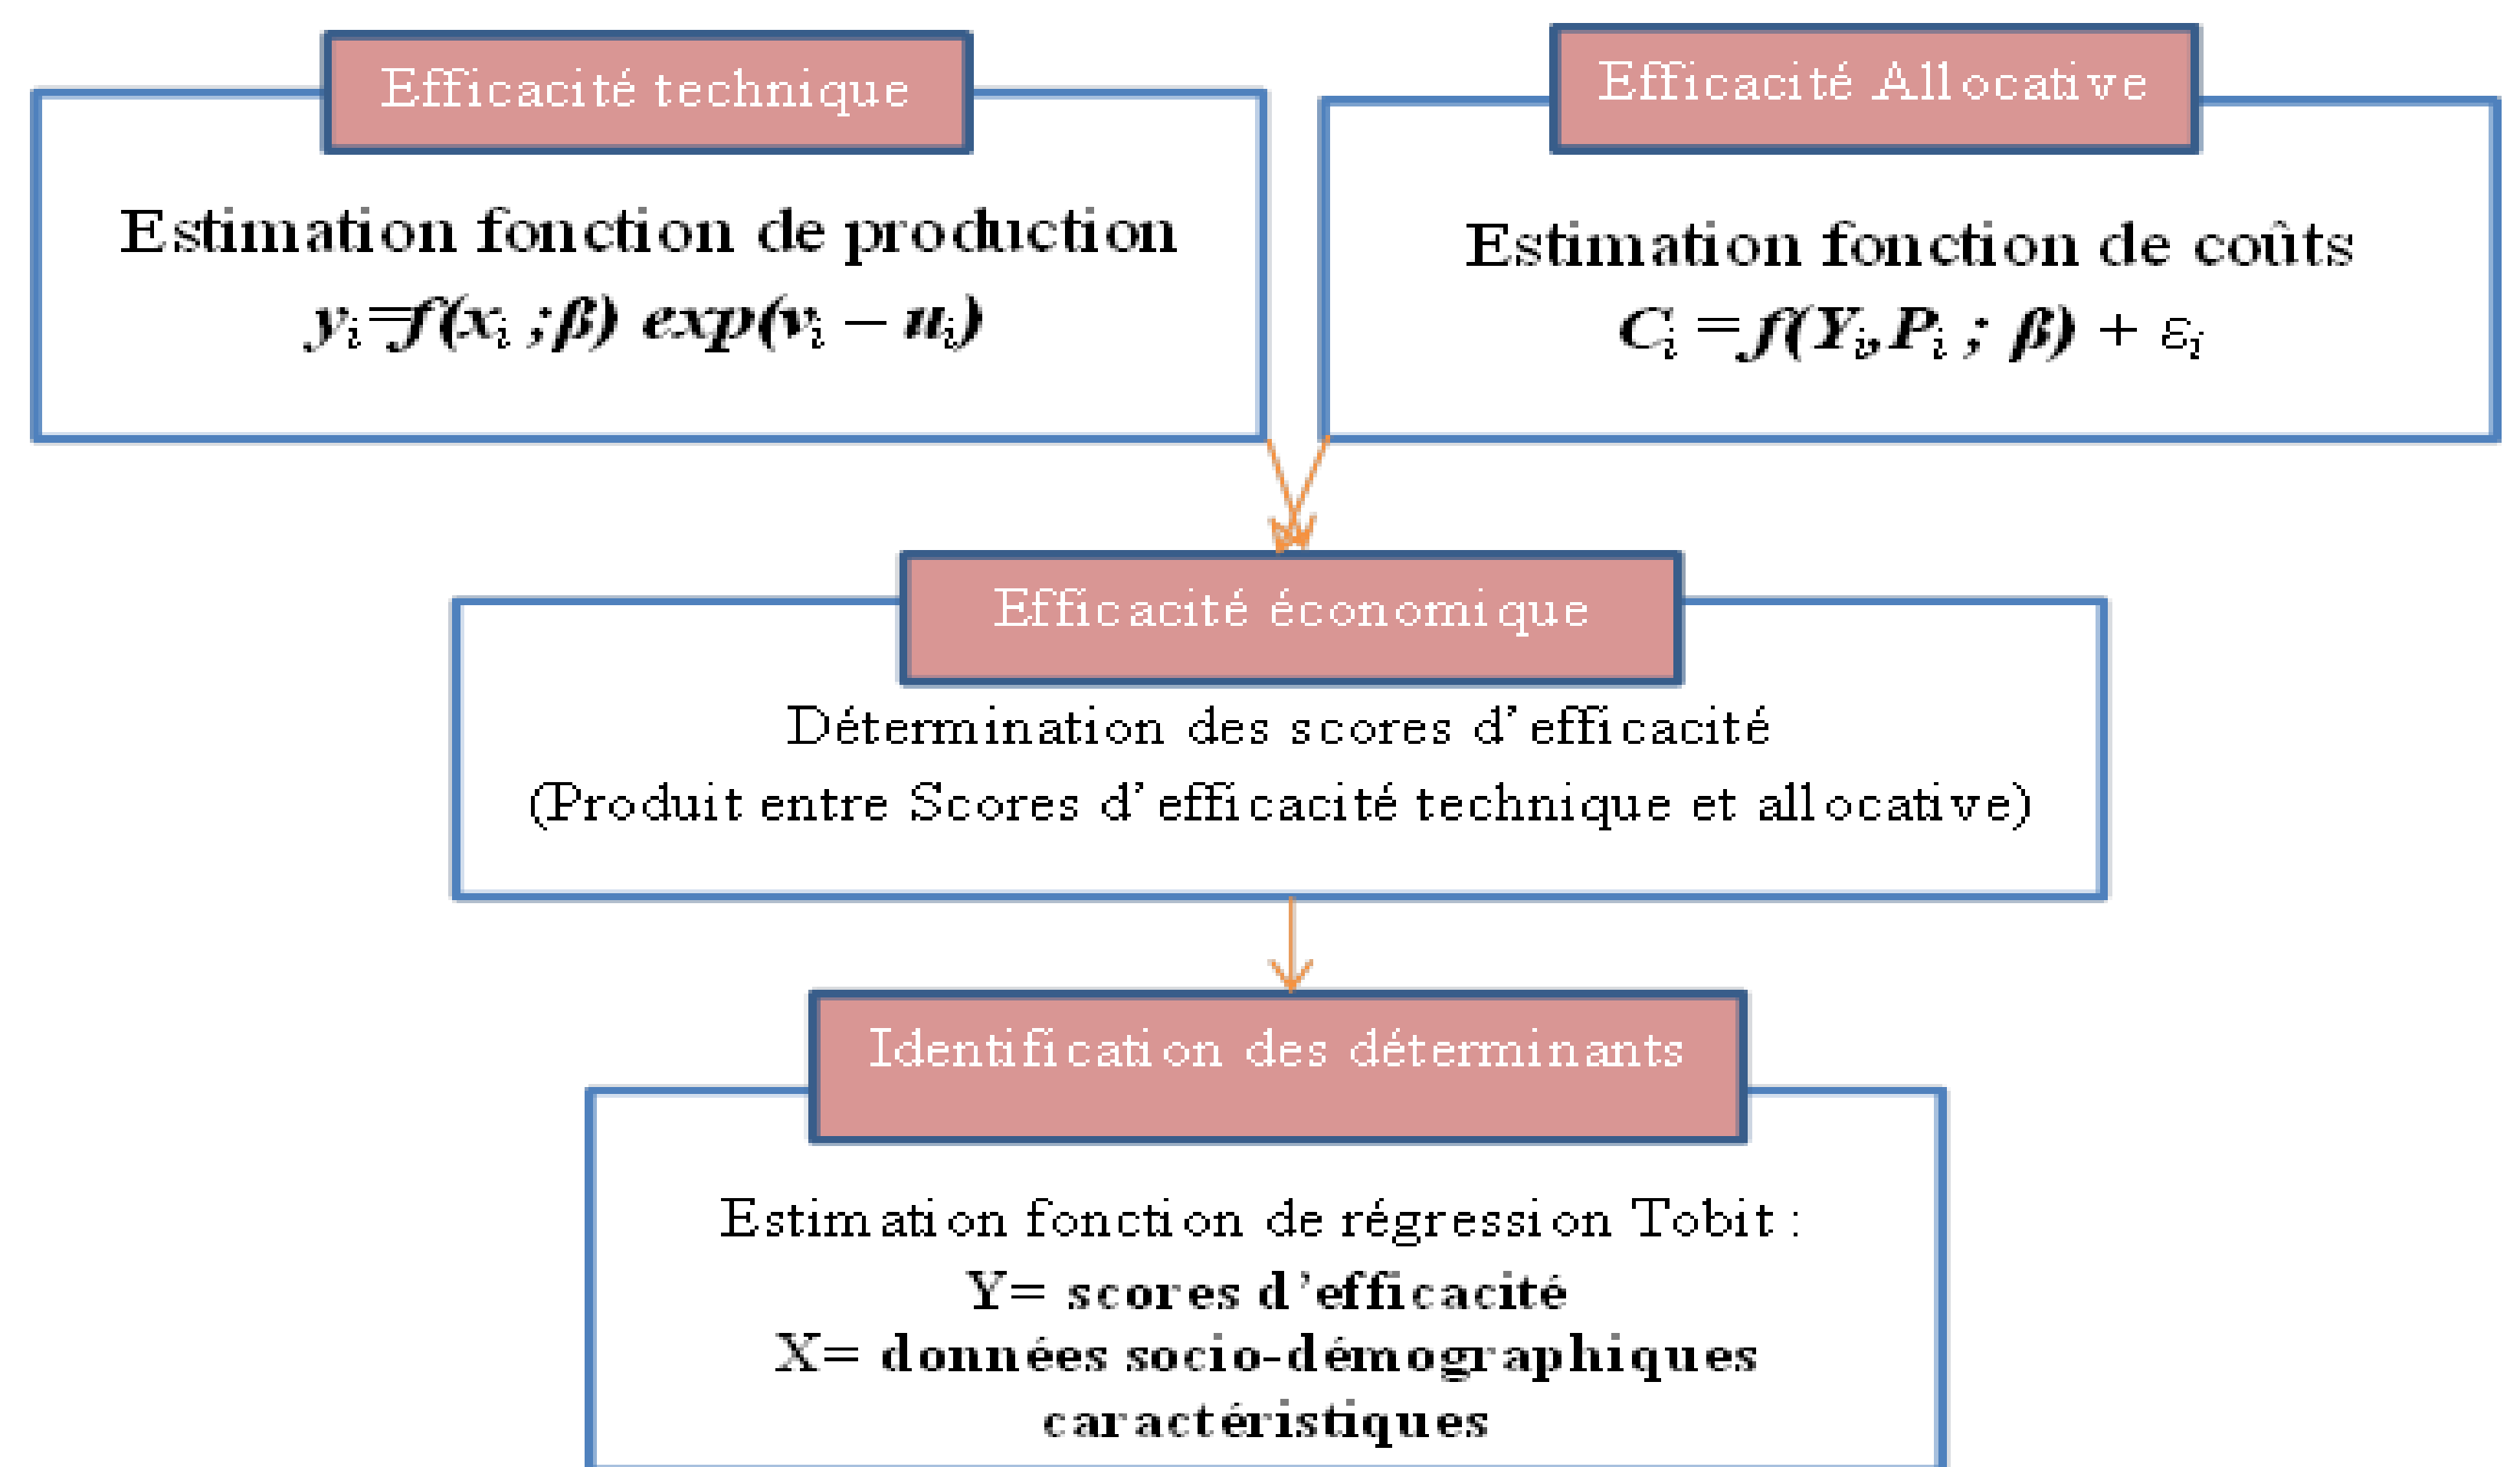 Efficacité technique
Estimation fonction de production
yᵢ=f(xᵢ ;ß) exp(vᵢ – uᵢ)
Efficacité Allocative
Estimation fonction de coûts
Cᵢ = f(Yᵢ,Pᵢ ; ß) + εᵢ
Efficacité économique
Détermination des scores d’efficacité
(Produit entre Scores d’efficacité technique et allocative)
Identification des déterminants
Estimation fonction de régression Tobit :
Y= scores d’efficacité
X= données socio-démographiques
caractéristiques